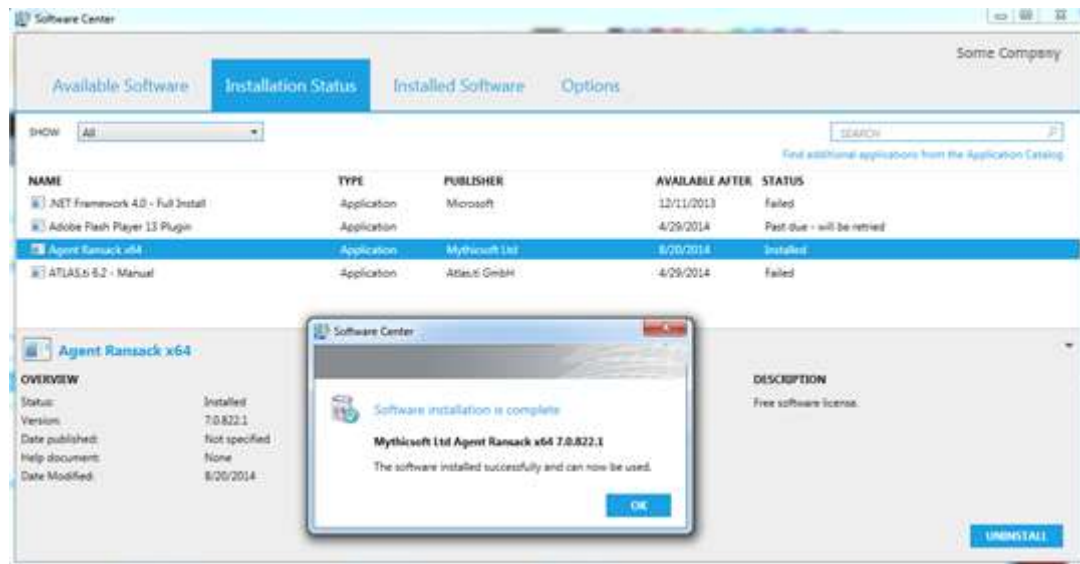 Software Center
Some Company
Available Software Installation Status Installed Software Options
SHOW All SEARCH
Find additional applications from the Application Catalog
NAME TYPE PUBLISHER AVAILABLE AFTER STATUS
.NET Framework 4.0 - Full Install Application Microsoft 12/11/2013 Failed
Adobe Flash Player 13 Plugin Application 4/29/2014 Past due - will be retried
Agent Ransack x64 Application Mythicsoft Ltd 8/20/2014 Installed
ATLAS.ti 6.2 - Manual Application Atlas.ti GmbH 4/29/2014 Failed
Agent Ransack x64
OVERVIEW
Status: Installed
Version: 7.0.822.1
Date published: Not specified
Help document: None
Date Modified: 8/20/2014
Software Center
Software installation is complete
Mythicsoft Ltd Agent Ransack x64 7.0.822.1
The software installed successfully and can now be used.
OK
DESCRIPTION
Free software license.
UNINSTALL